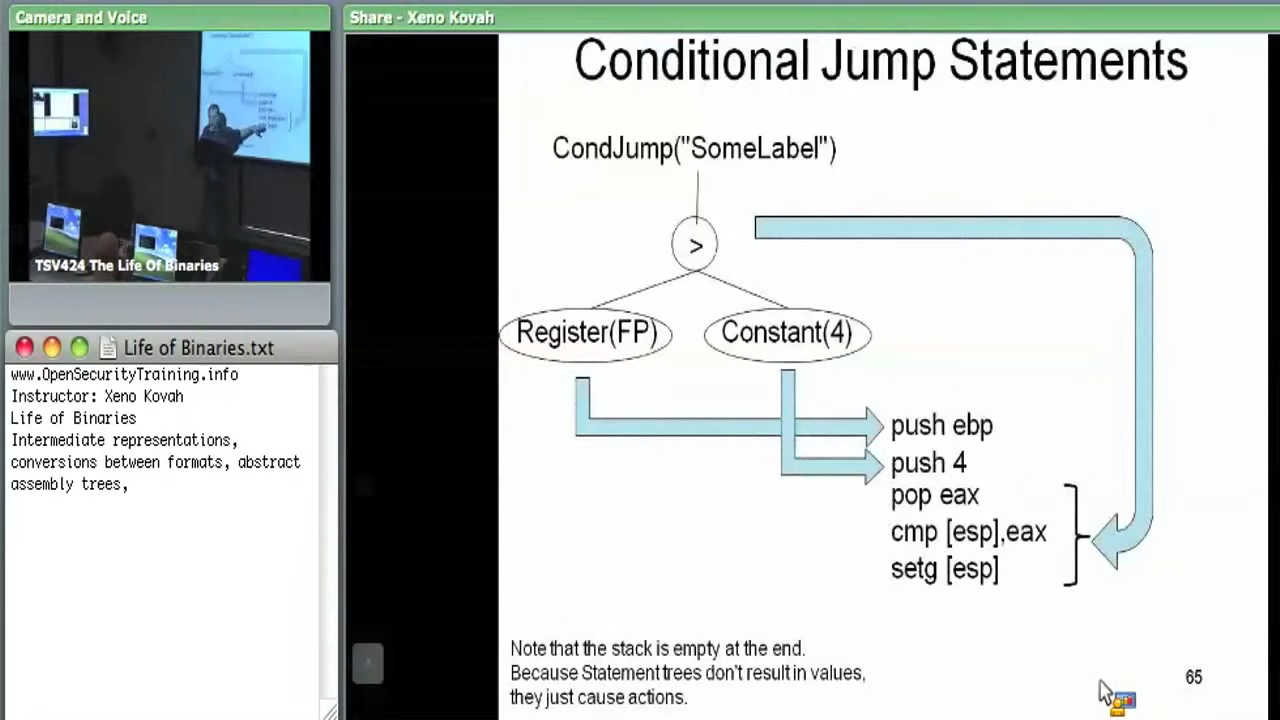 Camera and Voice
TSV424 The Life Of Binaries
Life of Binaries.txt
www.OpenSecurityTraining.info
Instructor: Xeno Kovah
Life of Binaries
Intermediate representations,
conversions between formats, abstract
assembly trees,
Share - Xeno Kovah
Conditional Jump Statements
CondJump("SomeLabel")
>
Register(FP)
Constant(4)
push ebp
push 4
pop eax
cmp [esp],eax
setg [esp]
Note that the stack is empty at the end.
Because Statement trees don't result in values,
they just cause actions.
65